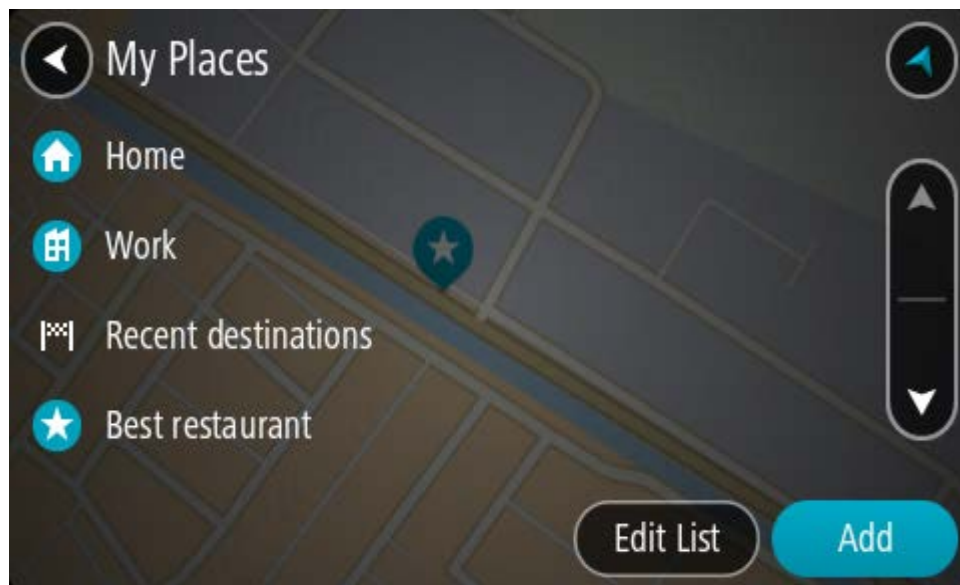 My Places
Home
Work
Recent destinations
Best restaurant
Edit List
Add